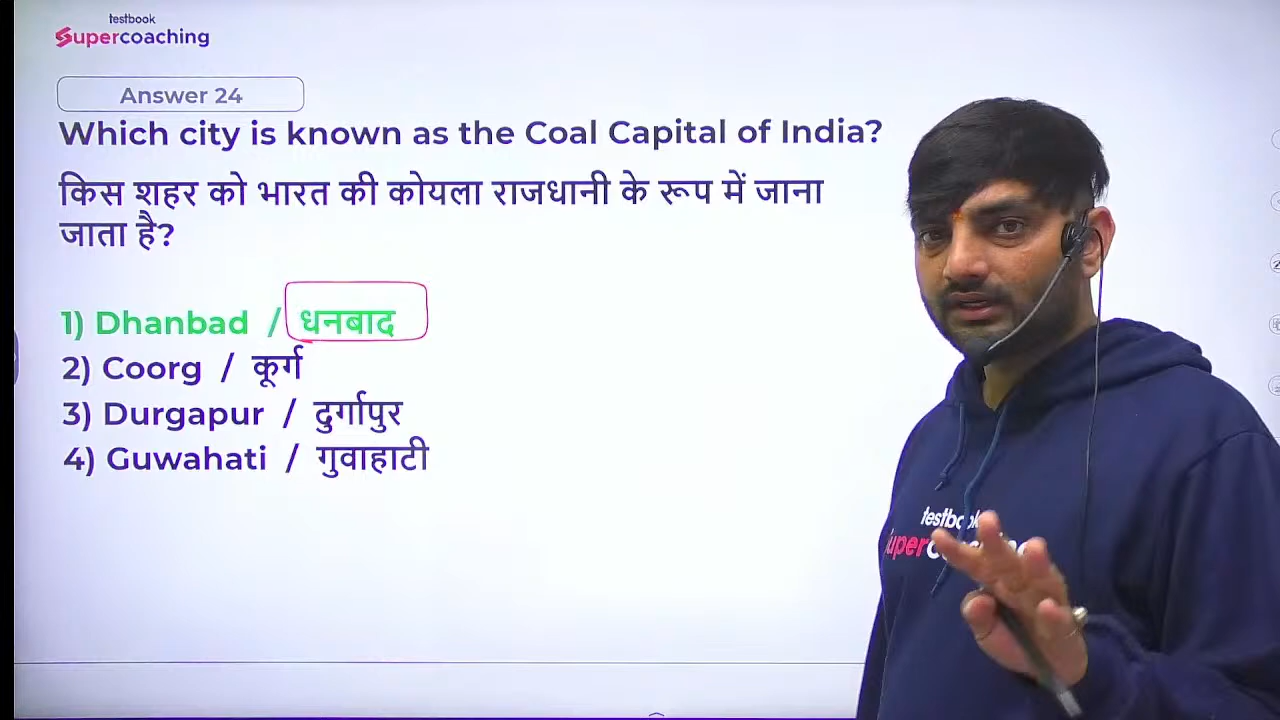 testbook
Supercoaching
Answer 24
Which city is known as the Coal Capital of India?
किस शहर को भारत की कोयला राजधानी के रूप में जाना
जाता है?
1) Dhanbad / धनबाद
2) Coorg / कूर्ग
3) Durgapur / दुर्गापुर
4) Guwahati / गुवाहाटी